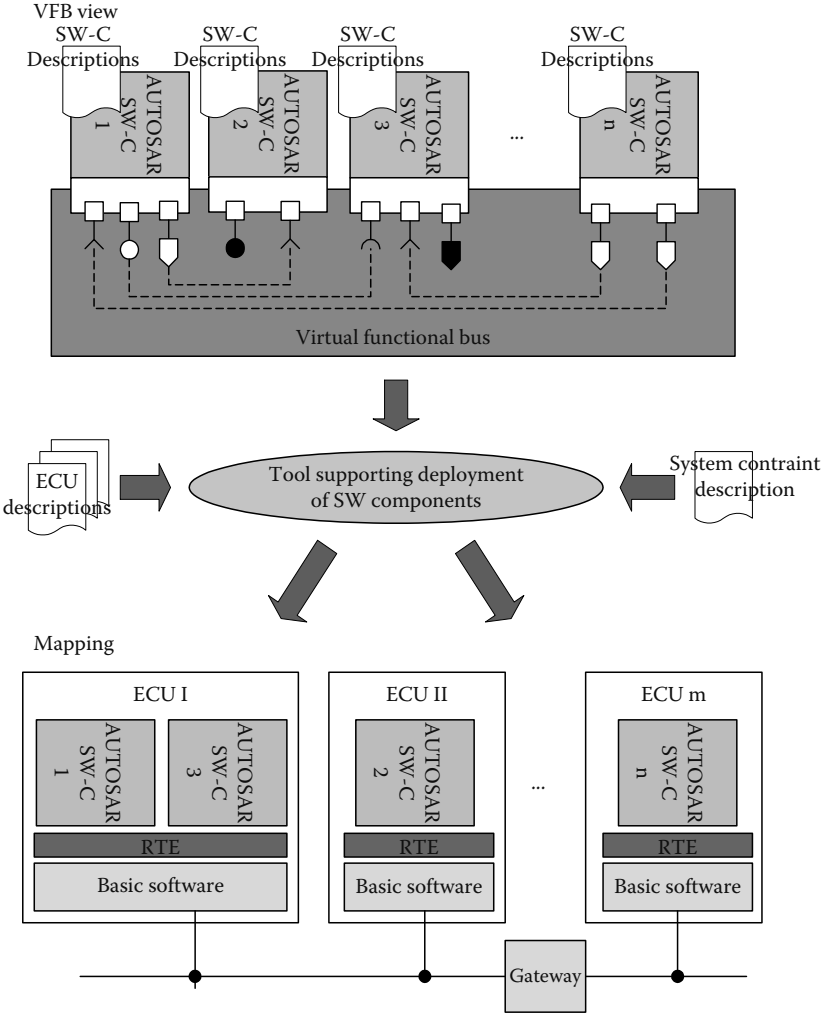 VFB view
SW-C
Descriptions
SW-C
Descriptions
SW-C
Descriptions
SW-C
Descriptions
AUTOSAR
SW-C
1
AUTOSAR
SW-C
2
AUTOSAR
SW-C
3
...
AUTOSAR
SW-C
n
Virtual functional bus
ECU
descriptions
Tool supporting deployment
of SW components
System contraint
description
Mapping
ECU I
AUTOSAR
SW-C
1
AUTOSAR
SW-C
3
RTE
Basic software
ECU II
AUTOSAR
SW-C
2
RTE
Basic software
...
ECU m
AUTOSAR
SW-C
n
RTE
Basic software
Gateway